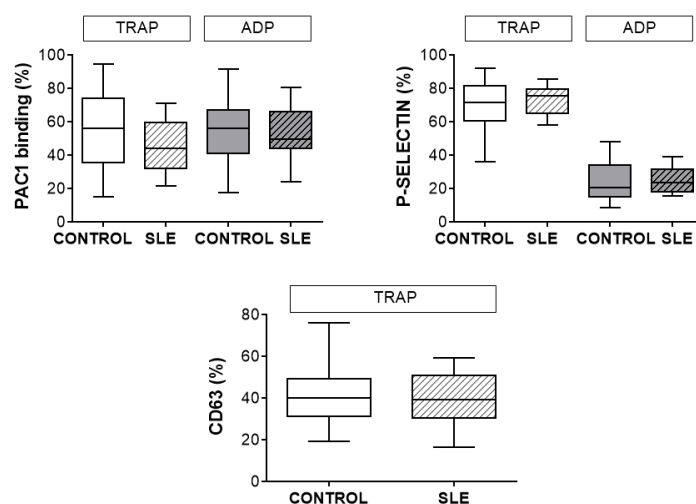 TRAP ADP
PAC1 binding (%)
100
80
60
40
20
0
CONTROL SLE CONTROL SLE
TRAP ADP
P-SELECTIN (%)
100
80
60
40
20
0
CONTROL SLE CONTROL SLE
TRAP
CD63 (%)
80
60
40
20
0
CONTROL SLE